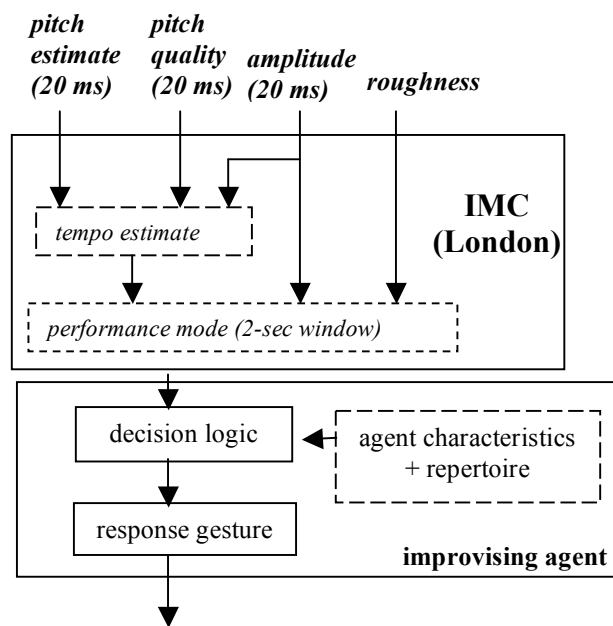 pitch
estimate
(20 ms)
pitch
quality
(20 ms)
amplitude
(20 ms)
roughness
IMC
(London)
tempo estimate
performance mode (2-sec window)
decision logic
agent characteristics
+ repertoire
response gesture
improvising agent